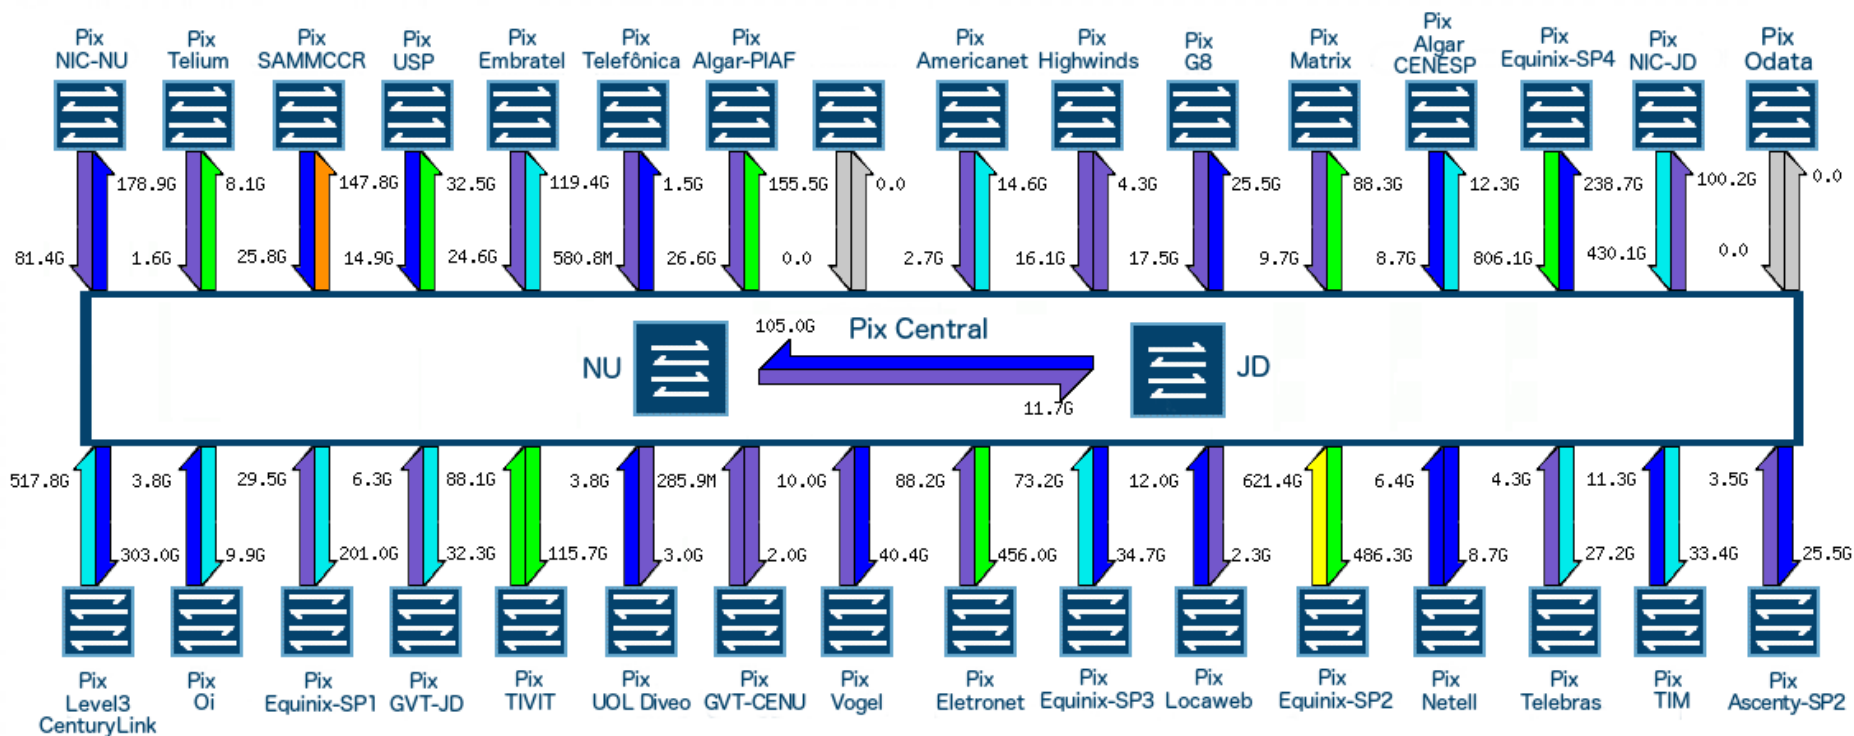 Pix
NIC-NU
Pix
Telium
Pix
SAMMCCR
Pix
USP
Pix
Embratel
Pix
Telefônica
Pix
Algar-PIAF
Pix
Americanet
Pix
Highwinds
Pix
G8
Pix
Matrix
Pix
Algar
CENESP
Pix
Equinix-SP4
Pix
NIC-JD
Pix
Odata
178.9G 8.1G 147.8G 32.5G 119.4G 1.5G 155.5G 0.0 14.6G 4.3G 25.5G 88.3G 12.3G 238.7G 100.2G 0.0
81.4G 1.6G 25.8G 14.9G 24.6G 580.8M 26.6G 0.0 2.7G 16.1G 17.5G 9.7G 8.7G 806.1G 430.1G 0.0
105.0G
Pix Central
NU
JD
11.7G
517.8G 3.8G 29.5G 6.3G 88.1G 3.8G 285.9M 10.0G 88.2G 73.2G 12.0G 621.4G 6.4G 4.3G 11.3G 3.5G
303.0G 9.9G 201.0G 32.3G 115.7G 3.0G 2.0G 40.4G 456.0G 34.7G 2.3G 486.3G 8.7G 27.2G 33.4G 25.5G
Pix
Level3
CenturyLink
Pix
Oi
Pix
Equinix-SP1
Pix
GVT-JD
Pix
TIVIT
Pix
UOL Diveo
Pix
GVT-CENU
Pix
Vogel
Pix
Eletronet
Pix
Equinix-SP3
Pix
Locaweb
Pix
Equinix-SP2
Pix
Netell
Pix
Telebras
Pix
TIM
Pix
Ascenty-SP2